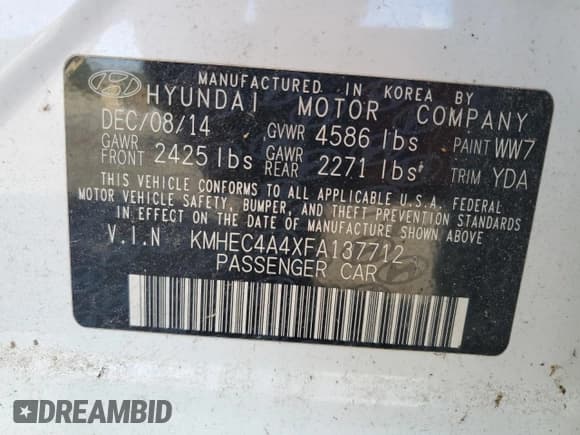 MANUFACTURED IN KOREA BY
HYUNDAI MOTOR COMPANY
DEC/08/14 GVWR 4586 lbs PAINT WW7
GAWR FRONT 2425 lbs GAWR REAR 2271 lbs TRIM YDA
THIS VEHICLE CONFORMS TO ALL APPLICABLE U.S.A. FEDERAL
MOTOR VEHICLE SAFETY, BUMPER, AND THEFT PREVENTION STANDARDS
IN EFFECT ON THE DATE OF MANUFACTURE SHOWN ABOVE.
V.I.N KMHEC4A4XFA137712
PASSENGER CAR
DREAMBID